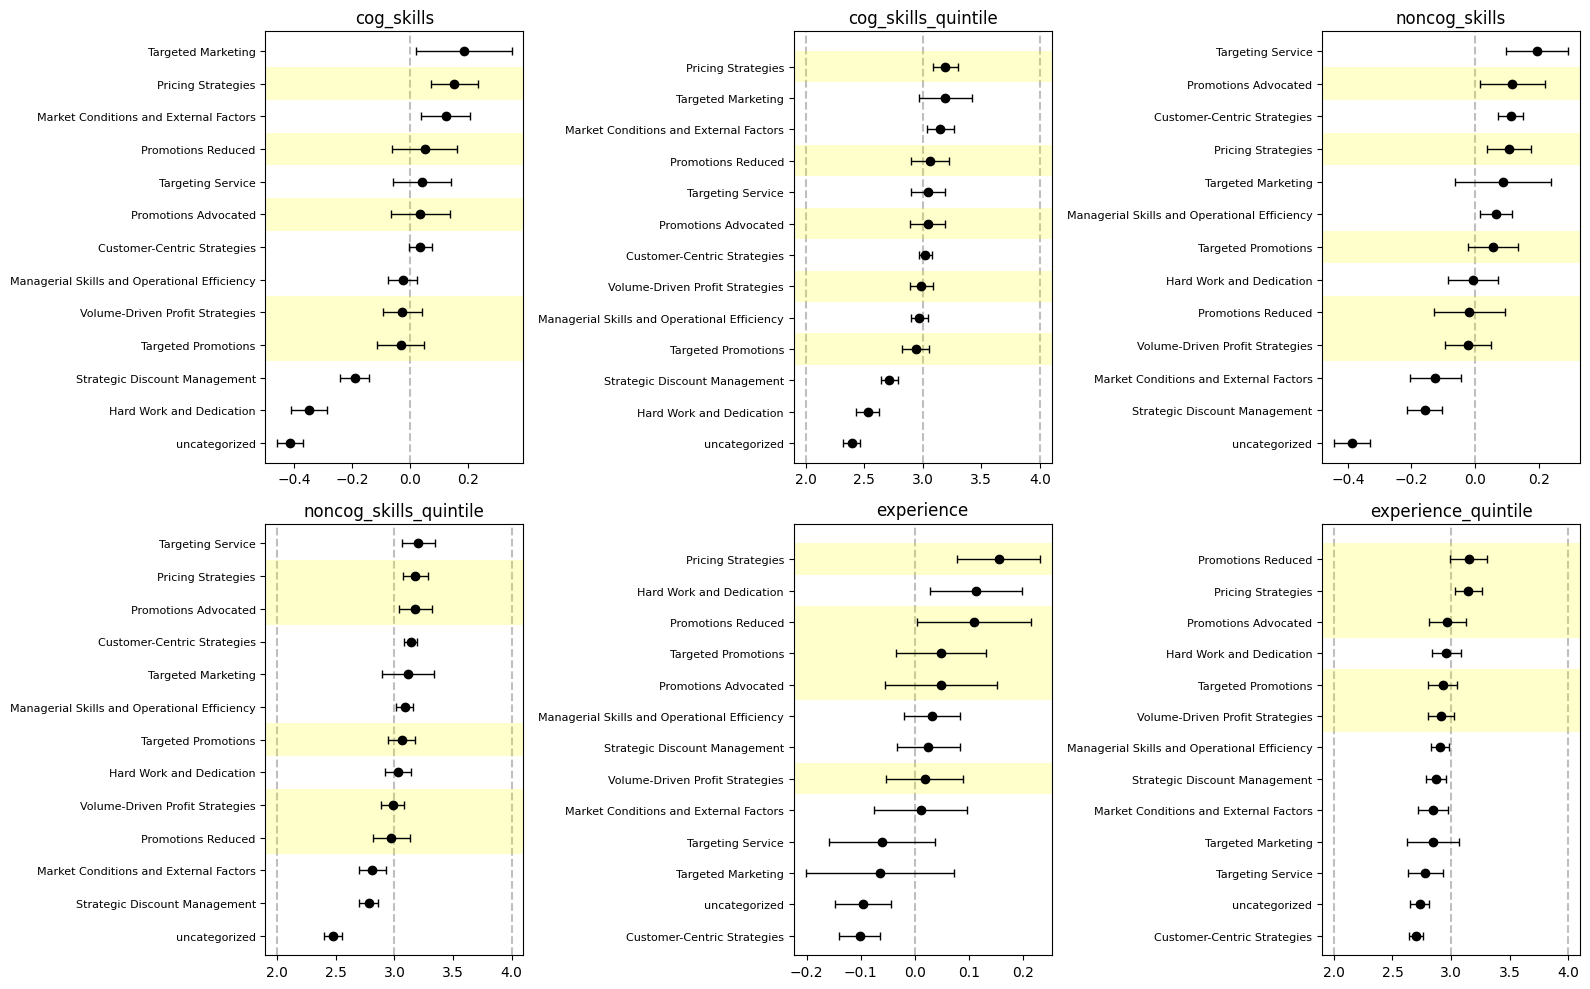 cog_skills
Targeted Marketing
Pricing Strategies
Market Conditions and External Factors
Promotions Reduced
Targeting Service
Promotions Advocated
Customer-Centric Strategies
Managerial Skills and Operational Efficiency
Volume-Driven Profit Strategies
Targeted Promotions
Strategic Discount Management
Hard Work and Dedication
uncategorized
−0.4 −0.2 0.0 0.2
cog_skills_quintile
Pricing Strategies
Targeted Marketing
Market Conditions and External Factors
Promotions Reduced
Targeting Service
Promotions Advocated
Customer-Centric Strategies
Volume-Driven Profit Strategies
Managerial Skills and Operational Efficiency
Targeted Promotions
Strategic Discount Management
Hard Work and Dedication
uncategorized
2.0 2.5 3.0 3.5 4.0
noncog_skills
Targeting Service
Promotions Advocated
Customer-Centric Strategies
Pricing Strategies
Targeted Marketing
Managerial Skills and Operational Efficiency
Targeted Promotions
Hard Work and Dedication
Promotions Reduced
Volume-Driven Profit Strategies
Market Conditions and External Factors
Strategic Discount Management
uncategorized
−0.4 −0.2 0.0 0.2
noncog_skills_quintile
Targeting Service
Pricing Strategies
Promotions Advocated
Customer-Centric Strategies
Targeted Marketing
Managerial Skills and Operational Efficiency
Targeted Promotions
Hard Work and Dedication
Volume-Driven Profit Strategies
Promotions Reduced
Market Conditions and External Factors
Strategic Discount Management
uncategorized
2.0 2.5 3.0 3.5 4.0
experience
Pricing Strategies
Hard Work and Dedication
Promotions Reduced
Targeted Promotions
Promotions Advocated
Managerial Skills and Operational Efficiency
Strategic Discount Management
Volume-Driven Profit Strategies
Market Conditions and External Factors
Targeting Service
Targeted Marketing
uncategorized
Customer-Centric Strategies
−0.2 −0.1 0.0 0.1 0.2
experience_quintile
Promotions Reduced
Pricing Strategies
Promotions Advocated
Hard Work and Dedication
Targeted Promotions
Volume-Driven Profit Strategies
Managerial Skills and Operational Efficiency
Strategic Discount Management
Market Conditions and External Factors
Targeted Marketing
Targeting Service
uncategorized
Customer-Centric Strategies
2.0 2.5 3.0 3.5 4.0